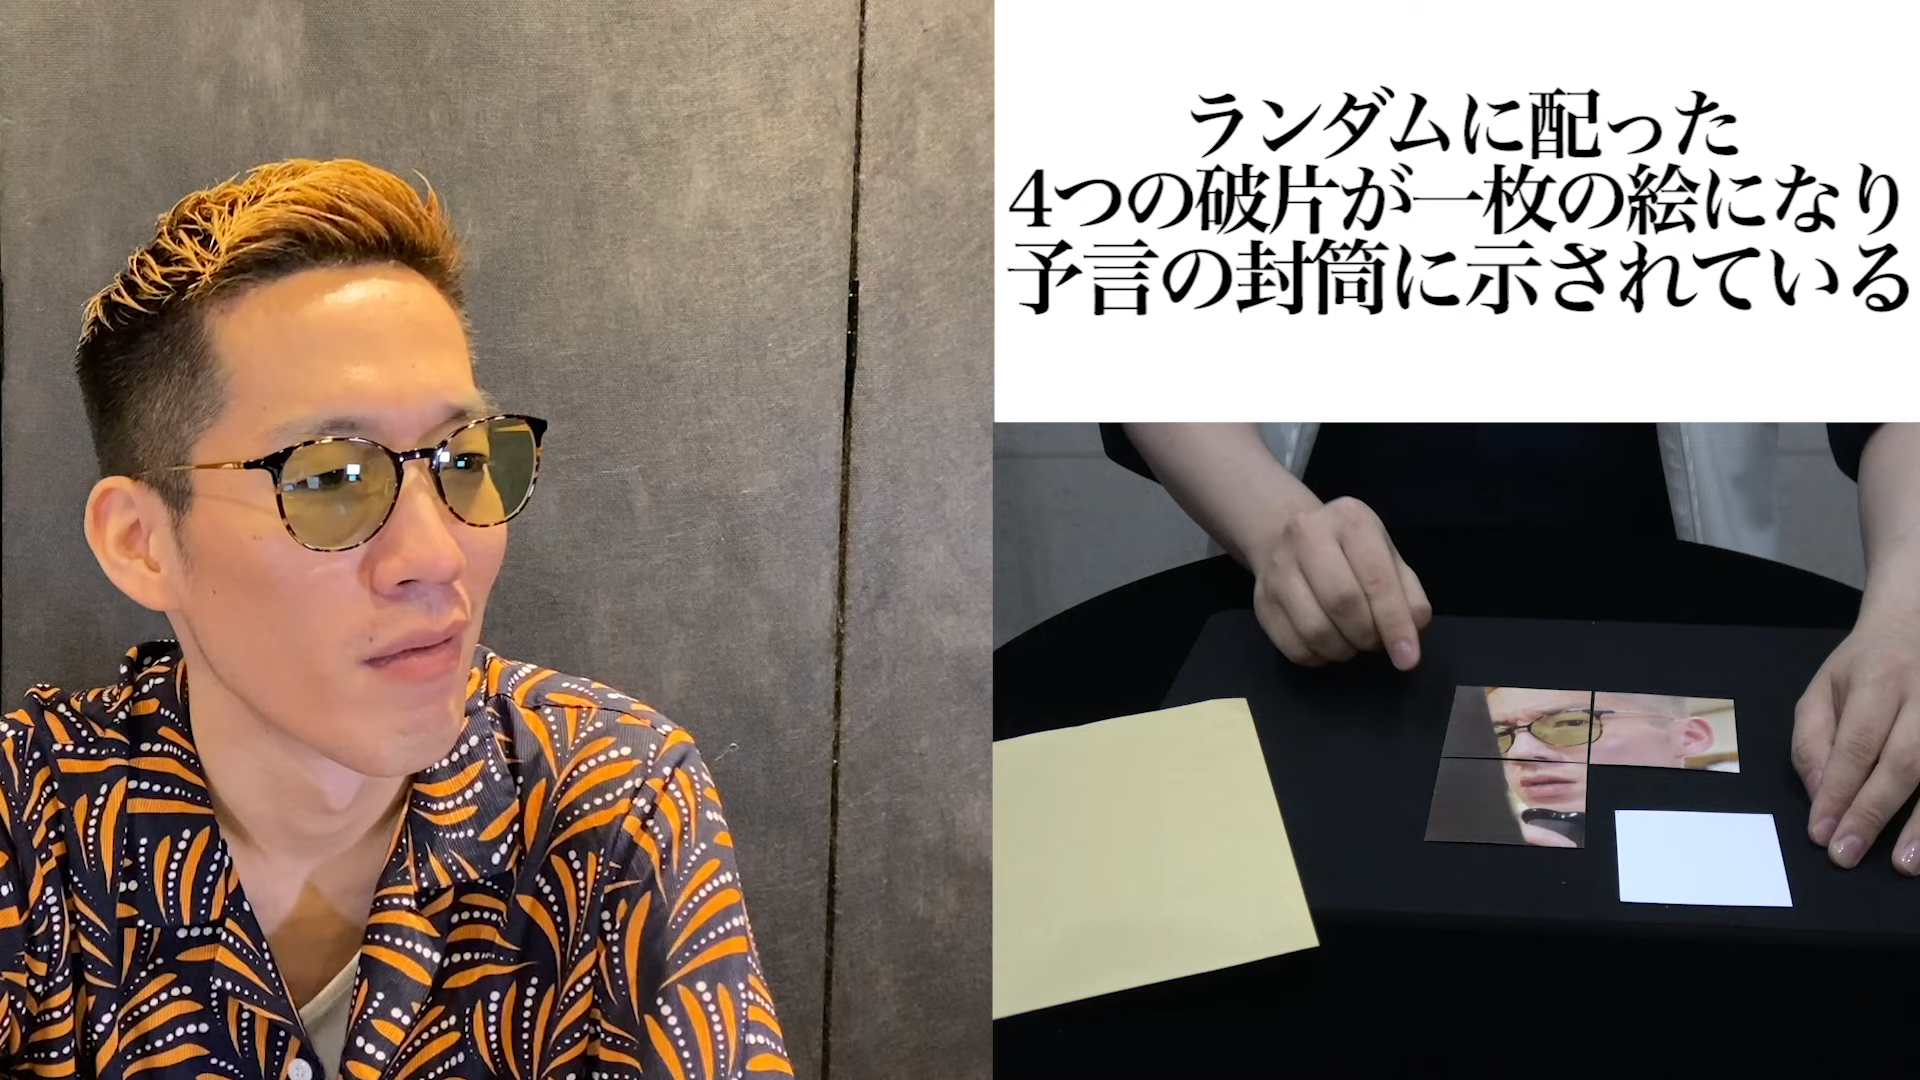 ランダムに配った
4つの破片が一枚の絵になり
予言の封筒に示されている